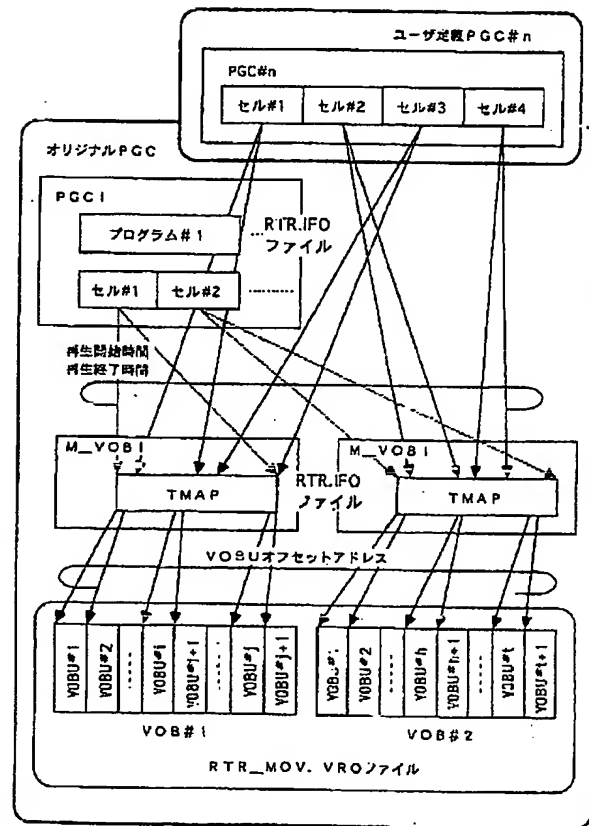 ユーザ定義PGC#n
PGC#n
セル#1 セル#2 セル#3 セル#4
オリジナルPGC
PGCI
プログラム#1
RTR.IFO
ファイル
セル#1 セル#2
再生開始時間
再生終了時間
M_VOBI
TMAP
RTR.IFO
ファイル
M_VOBI
TMAP
VOBUオフセットアドレス
VOBU#1 VOBU#2 VOBU#i VOBU#i+1 VOBU#j VOBU#j+1
VOBU#1 VOBU#2 VOBU#h VOBU#h+1 VOBU#t VOBU#t+1
VOB#1
VOB#2
RTR_MOV.VROファイル